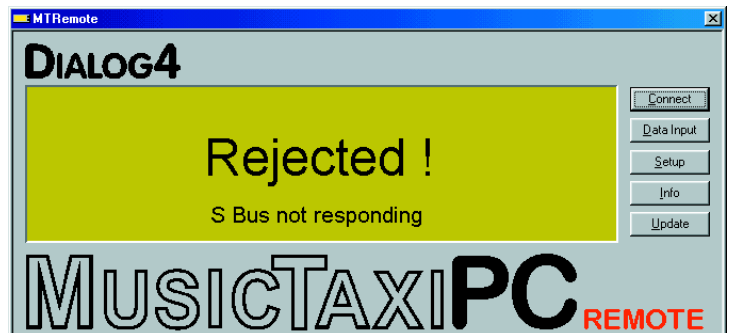 MTRemote
DIALOG4
Rejected !
S Bus not responding
Connect
Data Input
Setup
Info
Update
MUSICTAXIPC REMOTE